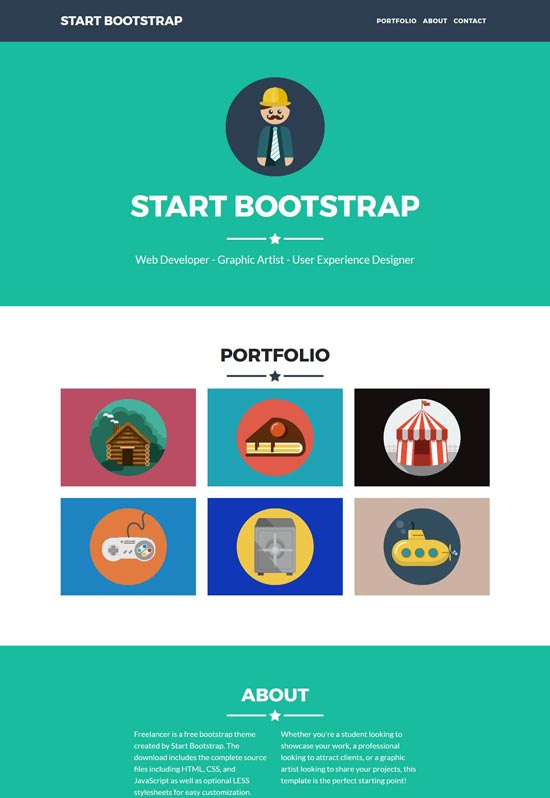 START BOOTSTRAP
PORTFOLIO ABOUT CONTACT
START BOOTSTRAP
Web Developer - Graphic Artist - User Experience Designer
PORTFOLIO
ABOUT
Freelancer is a free bootstrap theme
created by Start Bootstrap. The
download includes the complete source
files including HTML, CSS, and
JavaScript as well as optional LESS
stylesheets for easy customization.
Whether you're a student looking to
showcase your work, a professional
looking to attract clients, or a graphic
artist looking to share your projects, this
template is the perfect starting point!